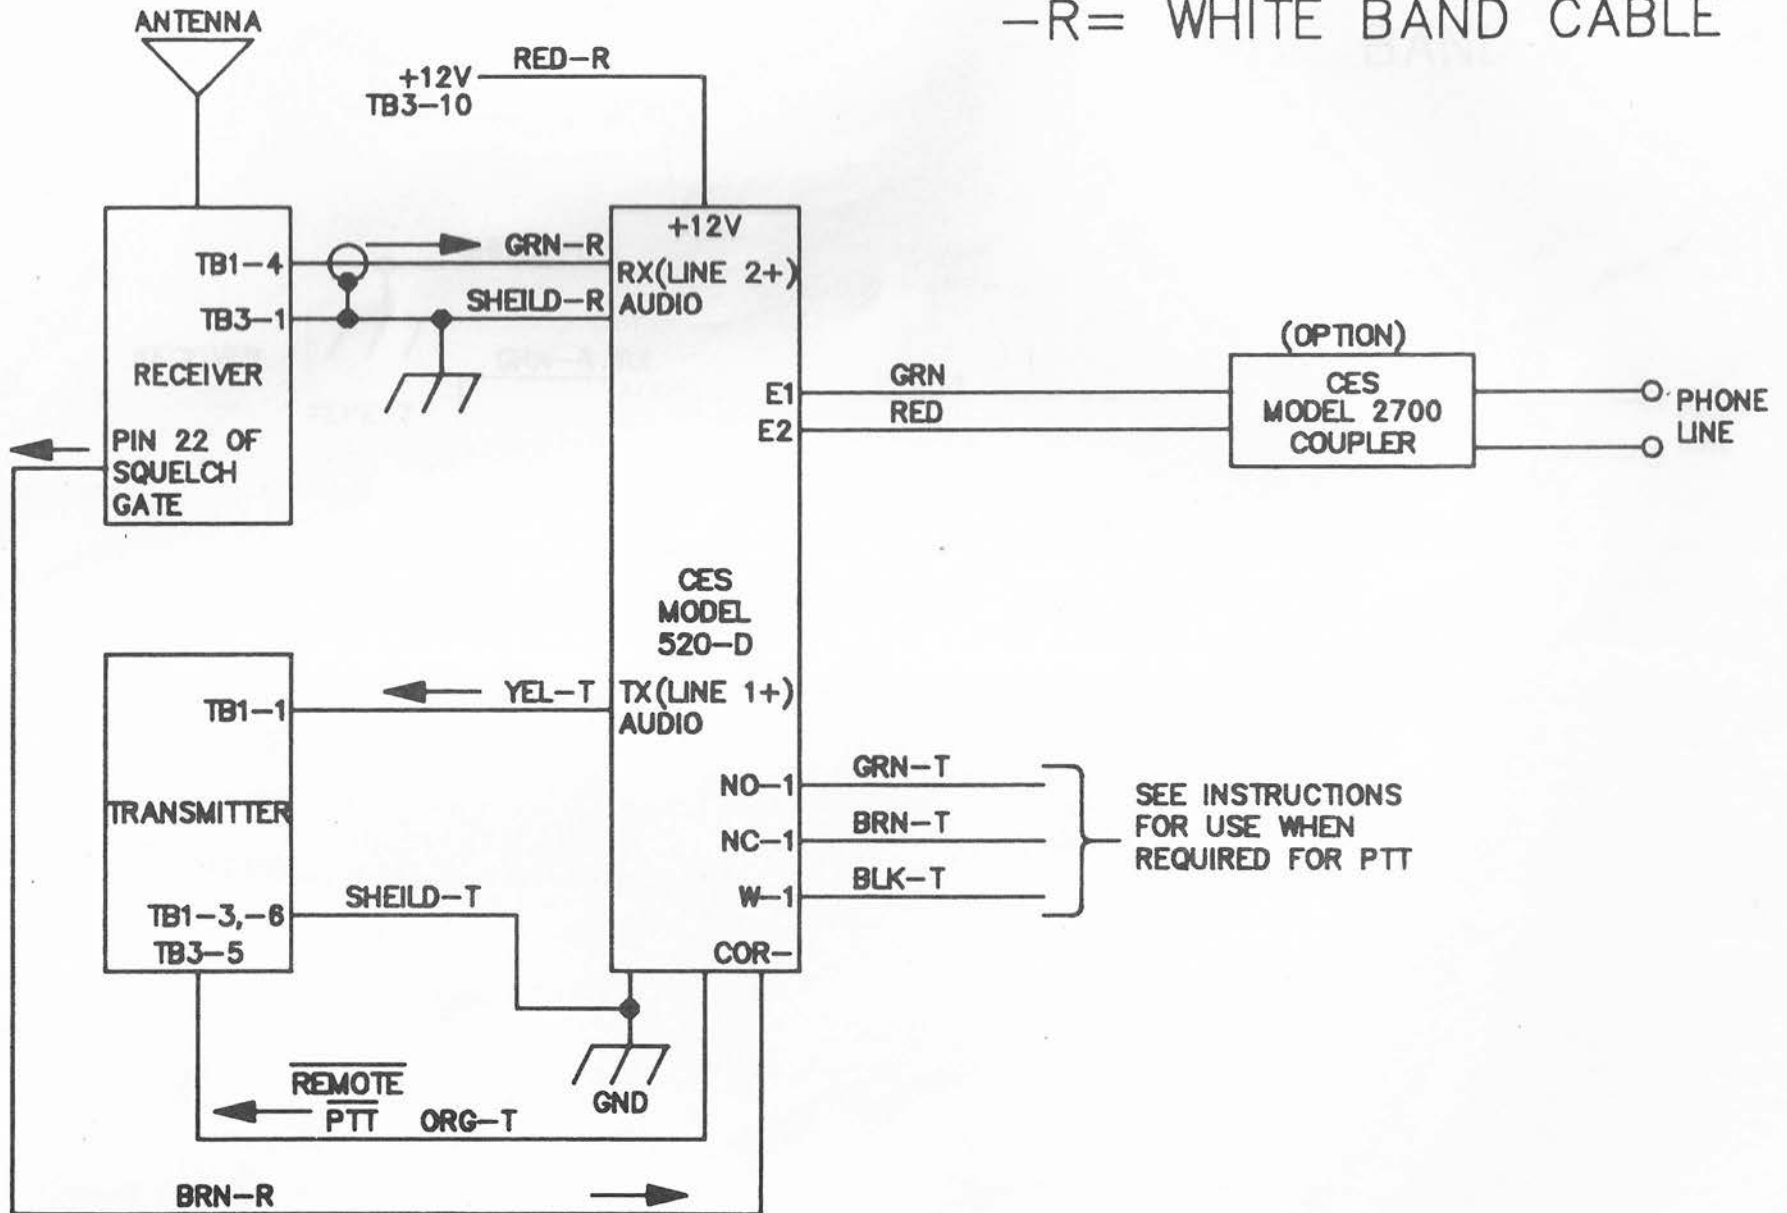 -R= WHITE BAND CABLE
ANTENNA
RED-R
+12V
TB3-10
+12V
TB1-4
GRN-R
RX(LINE 2+)
AUDIO
TB3-1
SHEILD-R
RECEIVER
PIN 22 OF
SQUELCH
GATE
(OPTION)
CES
MODEL 2700
COUPLER
E1
GRN
E2
RED
PHONE
LINE
CES
MODEL
520-D
TB1-1
YEL-T
TX(LINE 1+)
AUDIO
TRANSMITTER
NO-1
GRN-T
NC-1
BRN-T
W-1
BLK-T
SEE INSTRUCTIONS
FOR USE WHEN
REQUIRED FOR PTT
TB1-3,-6
SHEILD-T
TB3-5
COR-
GND
REMOTE
PTT
ORG-T
BRN-R